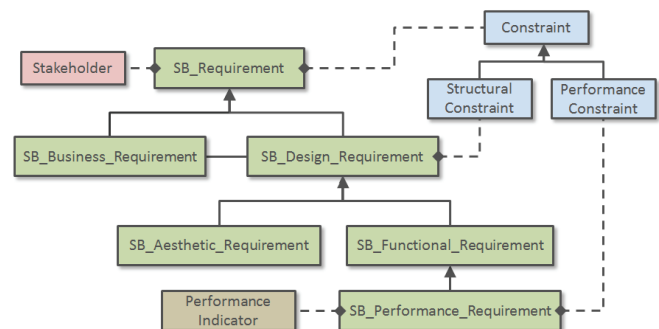 Constraint
Stakeholder
SB_Requirement
Structural
Constraint
Performance
Constraint
SB_Business_Requirement
SB_Design_Requirement
SB_Aesthetic_Requirement
SB_Functional_Requirement
Performance
Indicator
SB_Performance_Requirement